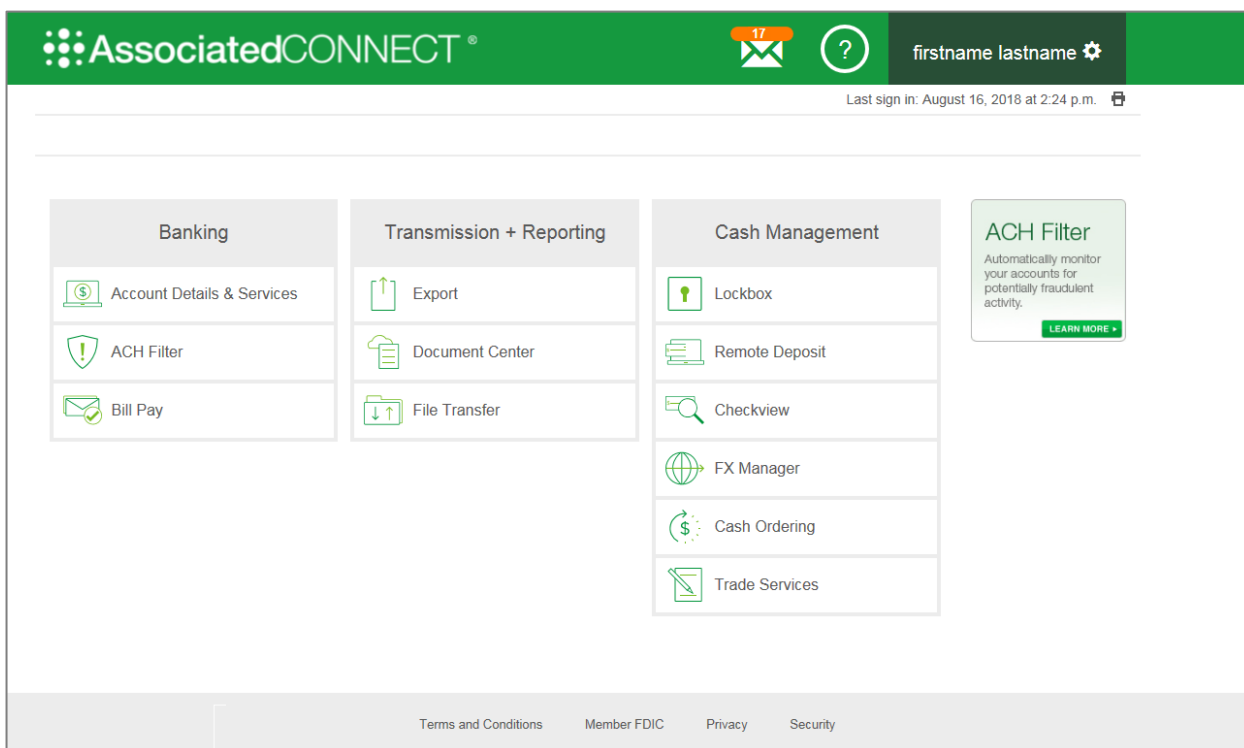 AssociatedCONNECT ®
17
?
firstname lastname
Last sign in: August 16, 2018 at 2:24 p.m.
Banking
Account Details & Services
ACH Filter
Bill Pay
Transmission + Reporting
Export
Document Center
File Transfer
Cash Management
Lockbox
Remote Deposit
Checkview
FX Manager
Cash Ordering
Trade Services
ACH Filter
Automatically monitor
your accounts for
potentially fraudulent
activity.
LEARN MORE
Terms and Conditions Member FDIC Privacy Security